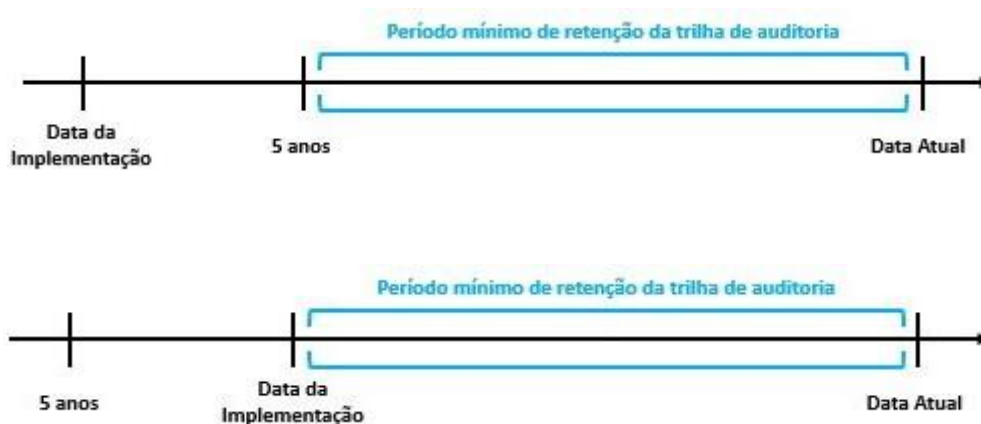 Período mínimo de retenção da trilha de auditoria
Data da
Implementação
5 anos
Data Atual
Período mínimo de retenção da trilha de auditoria
5 anos
Data da
Implementação
Data Atual